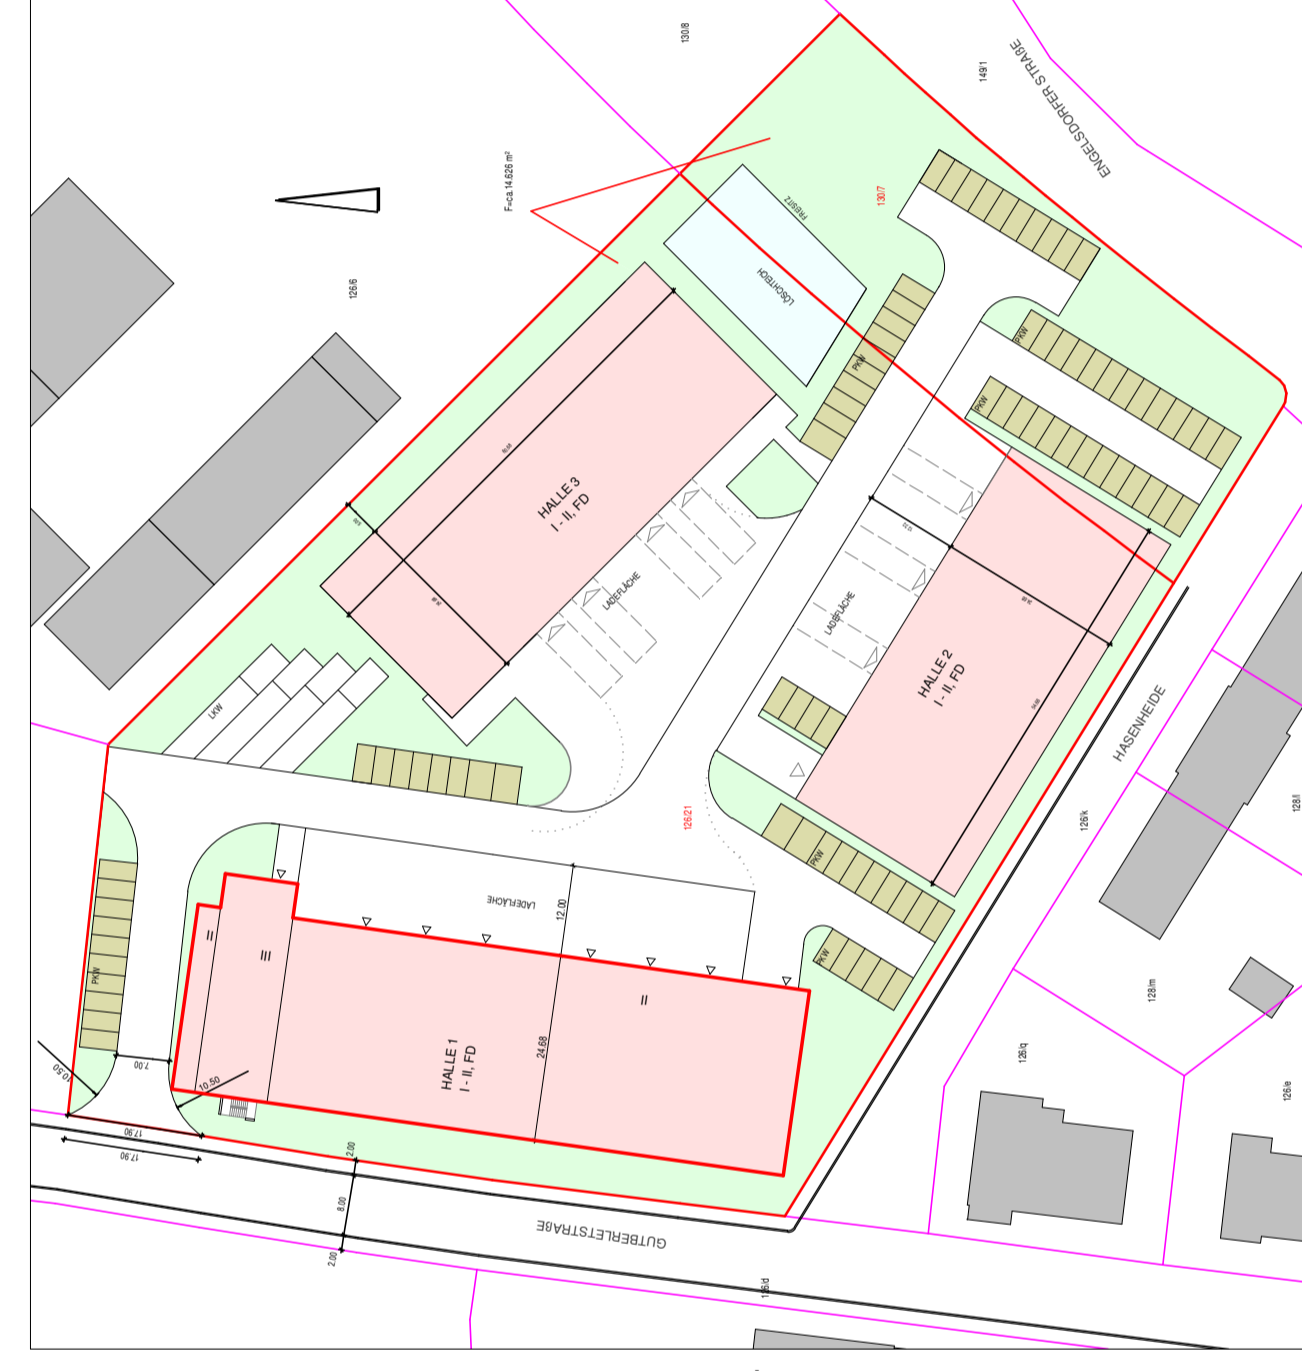 130/8
149/1
ENGELSDORFER STRAßE
F=ca.14.626 m²
130/7
FREISITZ
LÖSCHTEICH
126/6
PKW
PKW
PKW
HALLE 3
I - II, FD
LADEFLÄCHE
LADEFLÄCHE
HALLE 2
I - II, FD
LKW
HASENHEIDE
126/21
126/k
128/l
PKW
PKW
LADEFLÄCHE
12.00
II
III
II
24.68
HALLE 1
I - II, FD
PKW
7.00
10.50
10.50
17.90
17.90
2.00
8.00
2.00
GUTBERLETSTRAßE
128/m
126/q
126/e
126/d